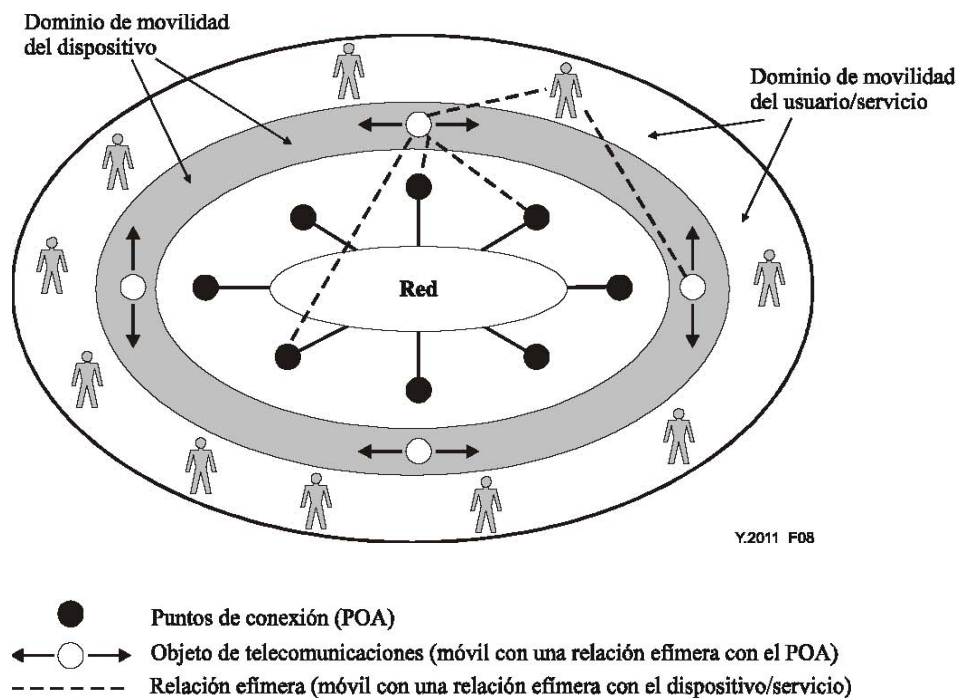 Dominio de movilidad
del dispositivo
Dominio de movilidad
del usuario/servicio
Red
Y.2011_F08
Puntos de conexión (POA)
Objeto de telecomunicaciones (móvil con una relación efímera con el POA)
Relación efímera (móvil con una relación efímera con el dispositivo/servicio)